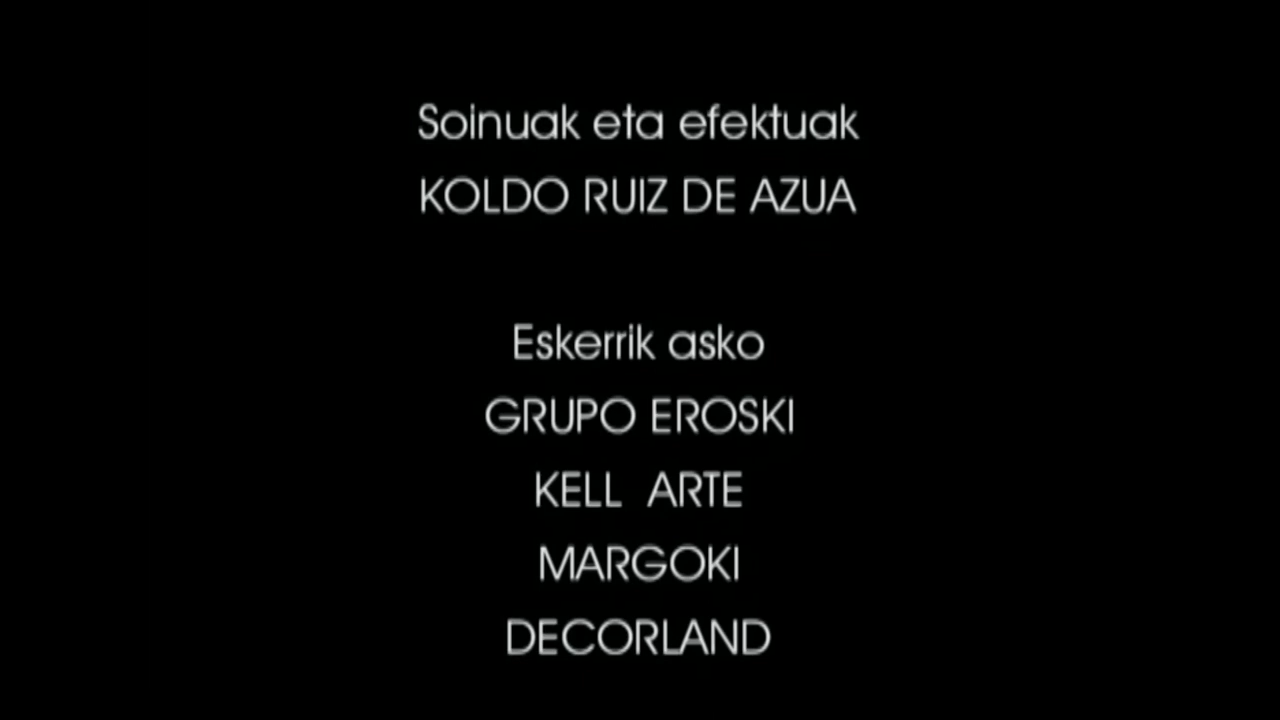 Soinuak eta efektuak
KOLDO RUIZ DE AZUA
Eskerrik asko
GRUPO EROSKI
KELL ARTE
MARGOKI
DECORLAND